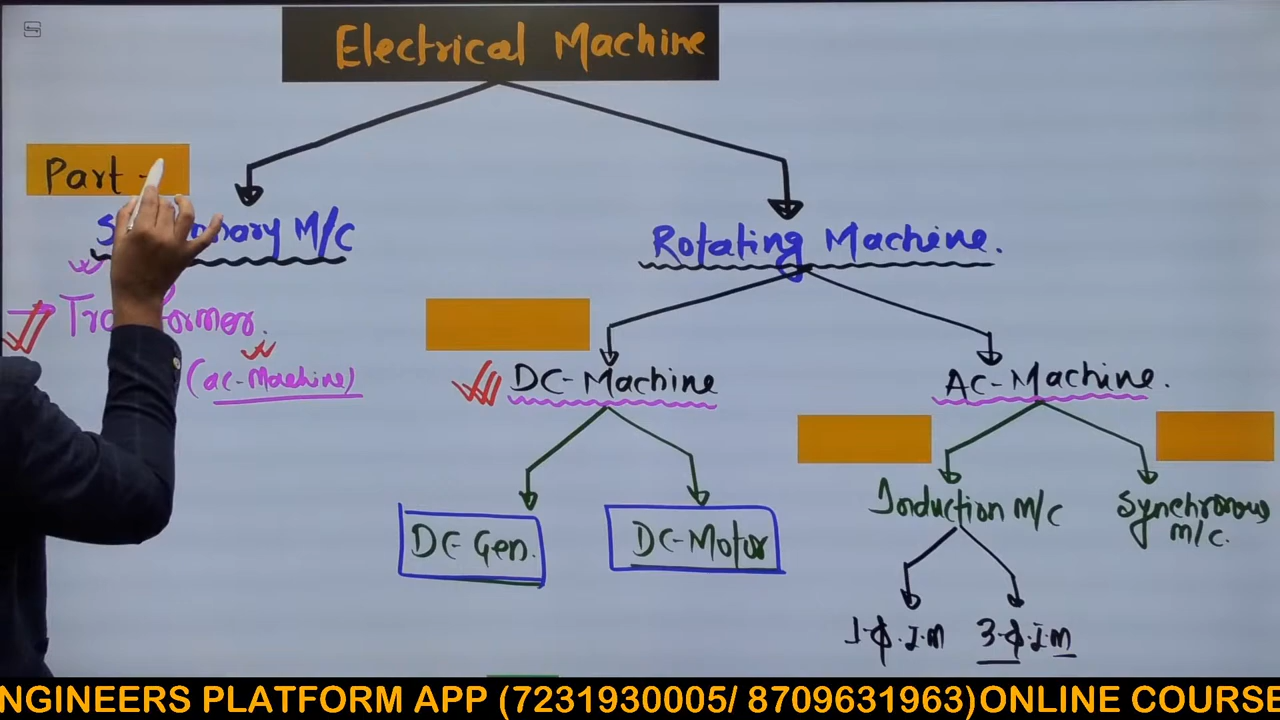 Electrical Machine
Part -
M/C
Rotating Machine.
(ac-Machine)
DC-Machine
AC-Machine.
Induction M/C
Synchronous
m/c.
DC-Gen.
DC-Motor
1-ϕ.I.M
3-ϕ.I.M
NGINEERS PLATFORM APP (7231930005/ 8709631963)ONLINE COURSE